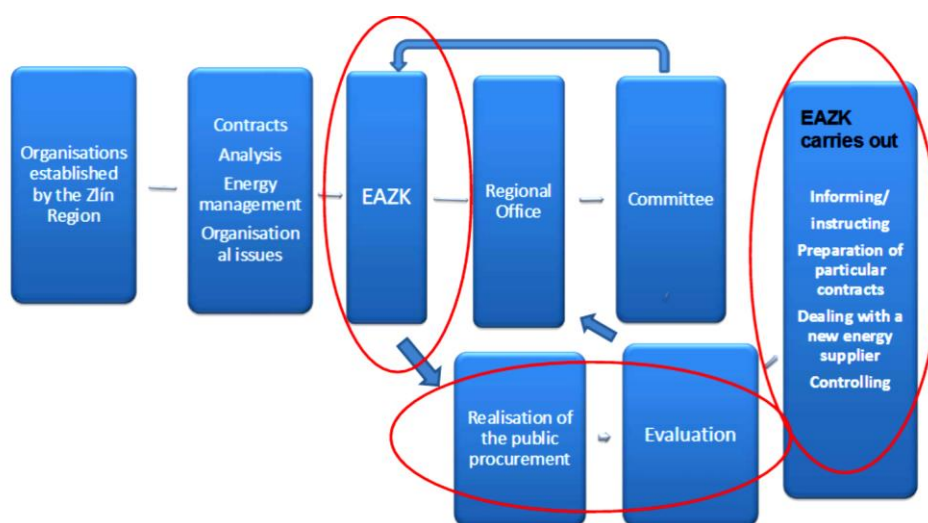 Organisations
established
by the Zlín
Region
Contracts
Analysis
Energy
management
Organisation
al issues
EAZK
Regional
Office
Committee
EAZK
carries out
Informing/
instructing
Preparation of
particular
contracts
Dealing with a
new energy
supplier
Controlling
Realisation of
the public
procurement
Evaluation